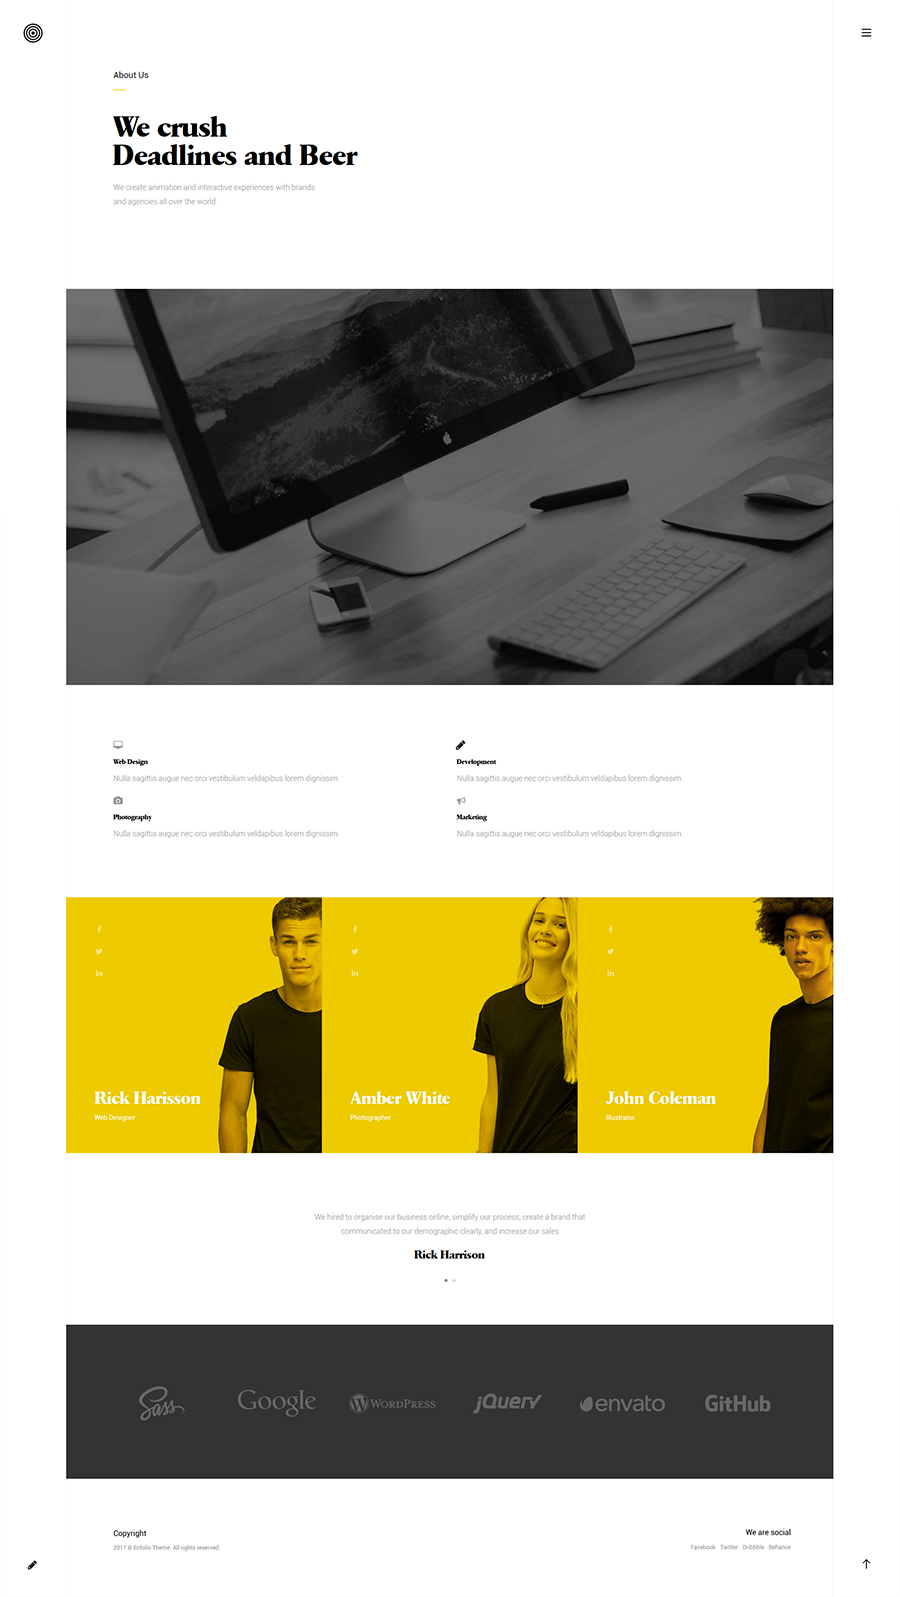 About Us
We crush
Deadlines and Beer
We create animation and interactive experiences with brands
and agencies all over the world.
Web Design
Nulla sagittis augue nec orci vestibulum veldapibus lorem dignissim.
Development
Nulla sagittis augue nec orci vestibulum veldapibus lorem dignissim.
Photography
Nulla sagittis augue nec orci vestibulum veldapibus lorem dignissim.
Marketing
Nulla sagittis augue nec orci vestibulum veldapibus lorem dignissim.
Rick Harisson
Web Designer
Amber White
Photographer
John Coleman
Illustrator
We hired to organise our business online, simplify our process, create a brand that
communicated to our demographic clearly, and increase our sales
Rick Harrison
Sass
Google
WORDPRESS
jQuery
envato
GitHub
Copyright
2017 © Enfolio Theme. All rights reserved.
We are social
Facebook Twitter Dribbble Behance